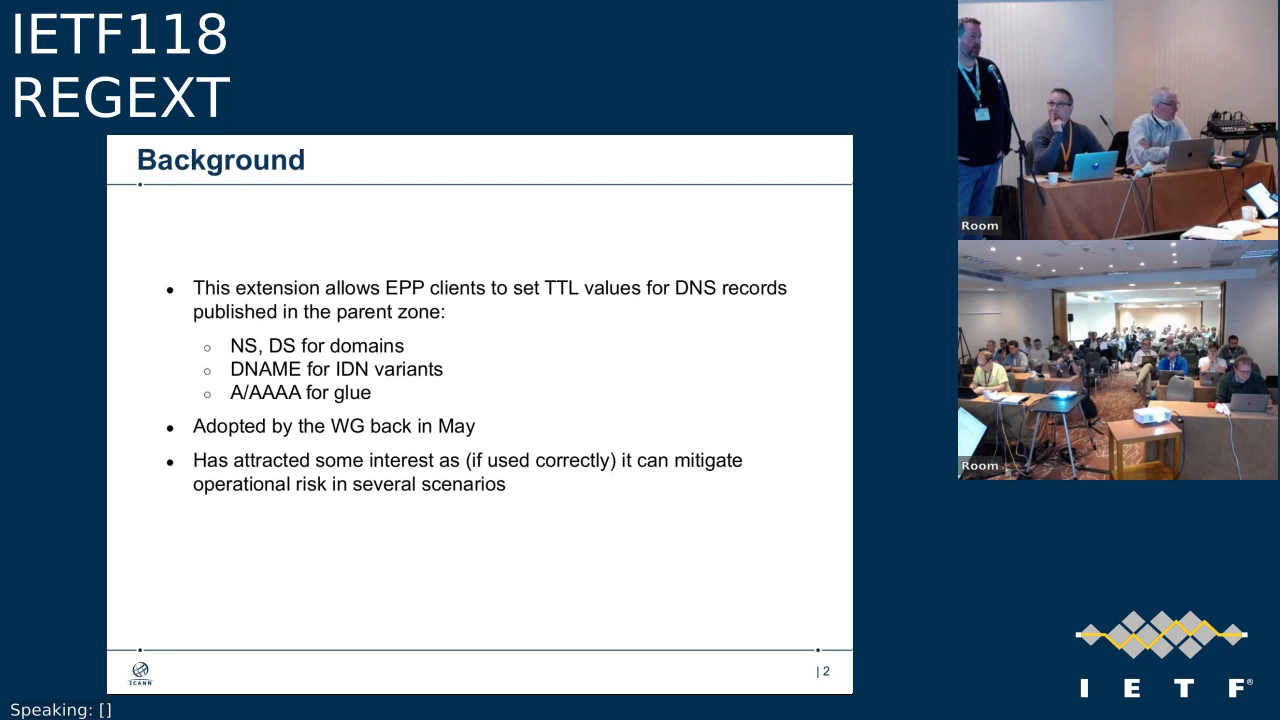 IETF118
REGEXT
Background
This extension allows EPP clients to set TTL values for DNS records
published in the parent zone:
NS, DS for domains
DNAME for IDN variants
A/AAAA for glue
Adopted by the WG back in May
Has attracted some interest as (if used correctly) it can mitigate
operational risk in several scenarios
ICANN
| 2
Room
Room
I E T F®
Speaking: []